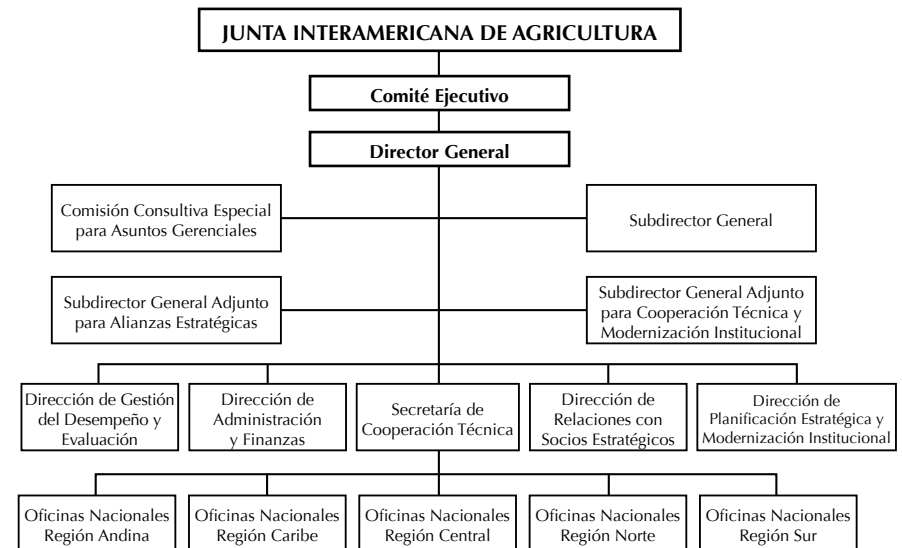 JUNTA INTERAMERICANA DE AGRICULTURA
Comité Ejecutivo
Director General
Comisión Consultiva Especial
para Asuntos Gerenciales
Subdirector General
Subdirector General Adjunto
para Alianzas Estratégicas
Subdirector General Adjunto
para Cooperación Técnica y
Modernización Institucional
Dirección de Gestión
del Desempeño y
Evaluación
Dirección de
Administración
y Finanzas
Secretaría de
Cooperación Técnica
Dirección de
Relaciones con
Socios Estratégicos
Dirección de
Planificación Estratégica y
Modernización Institucional
Oficinas Nacionales
Región Andina
Oficinas Nacionales
Región Caribe
Oficinas Nacionales
Región Central
Oficinas Nacionales
Región Norte
Oficinas Nacionales
Región Sur